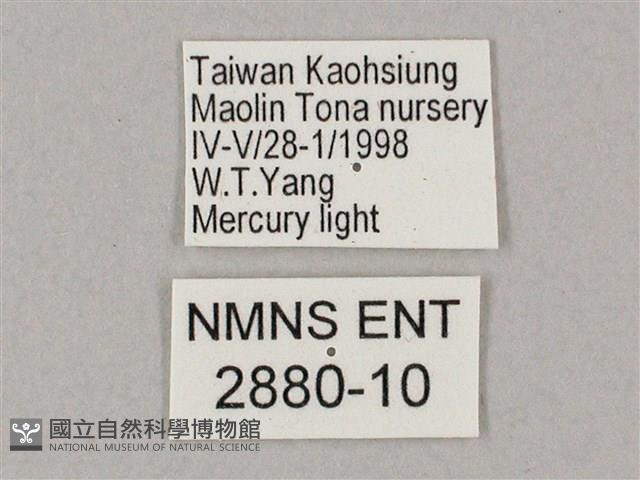 Taiwan Kaohsiung
Maolin Tona nursery
IV-V/28-1/1998
W.T.Yang
Mercury light
NMNS ENT
2880-10
國立自然科學博物館
NATIONAL MUSEUM OF NATURAL SCIENCE